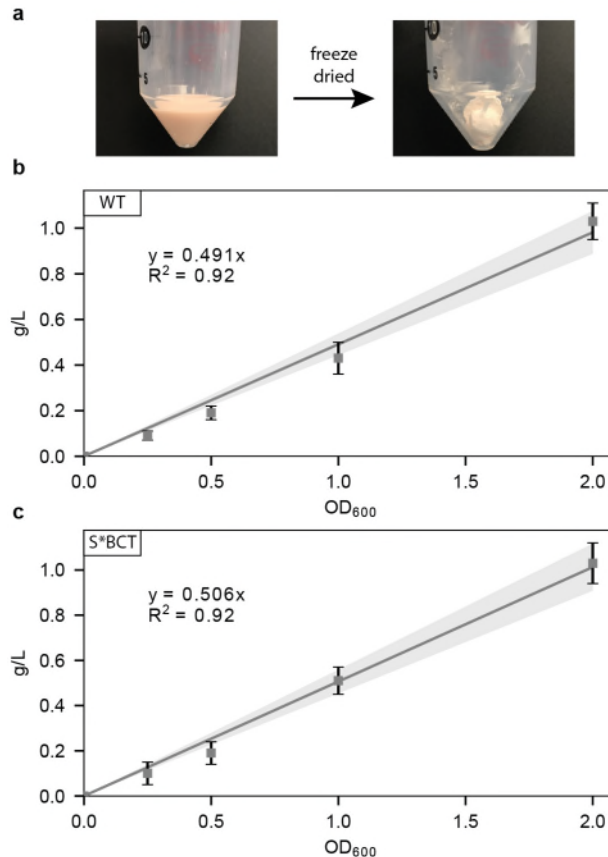 a
10
5
freeze
dried
5
b
WT
y = 0.491x
R² = 0.92
g/L
1.0
0.8
0.6
0.4
0.2
0.0
0.0 0.5 1.0 1.5 2.0
OD₆₀₀
c
S*BCT
y = 0.506x
R² = 0.92
g/L
1.0
0.8
0.6
0.4
0.2
0.0
0.0 0.5 1.0 1.5 2.0
OD₆₀₀